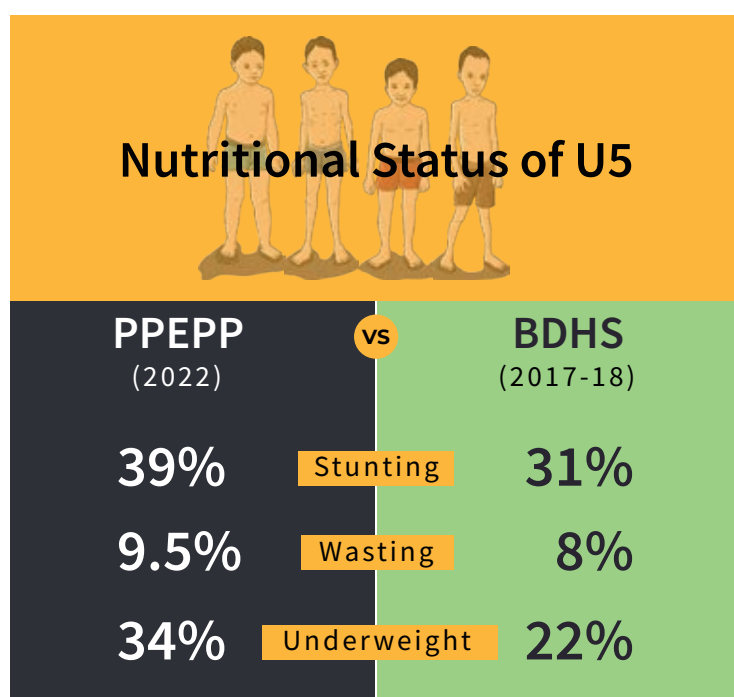 Nutritional Status of U5
PPEPP vs BDHS
(2022) (2017-18)
39% Stunting 31%
9.5% Wasting 8%
34% Underweight 22%